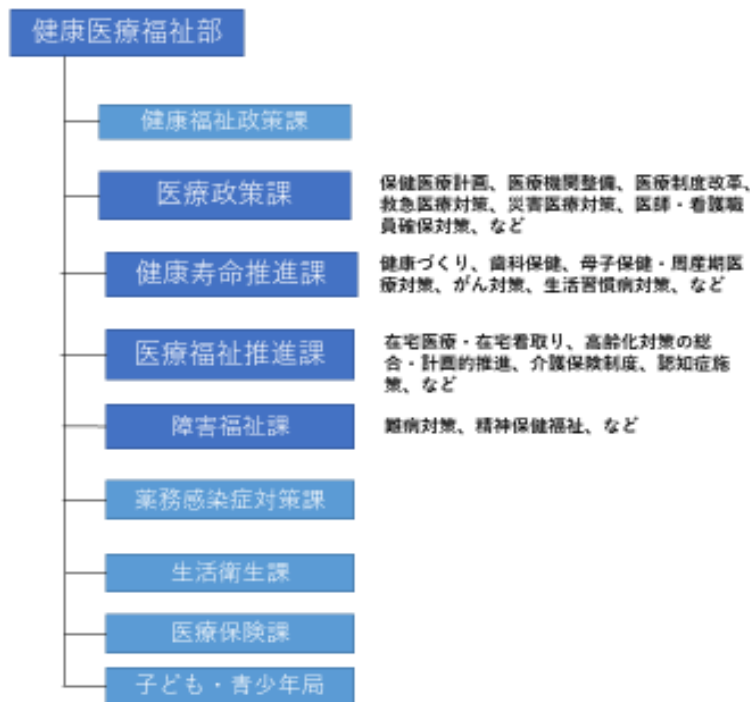 健康医療福祉部
健康福祉政策課
医療政策課
保健医療計画、医療機関整備、医療制度改革、
救急医療対策、災害医療対策、医師・看護職
員確保対策、など
健康寿命推進課
健康づくり、歯科保健、母子保健・周産期医
療対策、がん対策、生活習慣病対策、など
医療福祉推進課
在宅医療・在宅看取り、高齢化対策の総
合・計画的推進、介護保険制度、認知症施
策、など
障害福祉課
難病対策、精神保健福祉、など
薬務感染症対策課
生活衛生課
医療保険課
子ども・青少年局